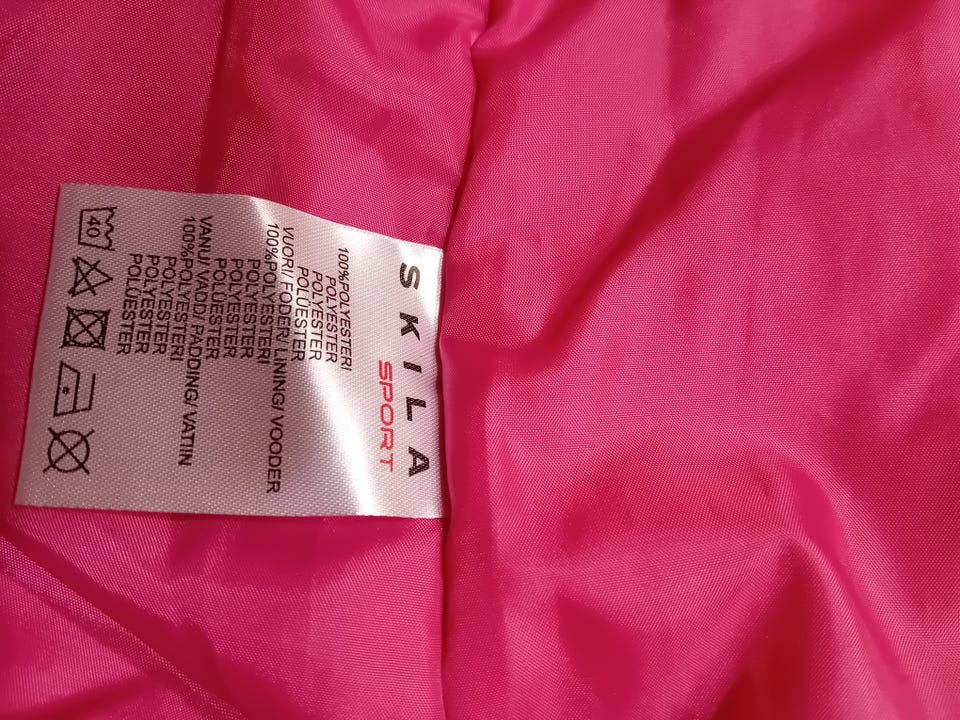 SKILA
SPORT
100%POLYESTERI
POLYESTER
POLYESTER
POLÜESTER
VUORI/FODER/ LINING/ VOODER
100%POLYESTERI
POLYESTER
POLYESTER
POLÜESTER
VANU/ VADD/ PADDING/ VATIIN
100%POLYESTERI
POLYESTER
POLYESTER
POLÜESTER
40